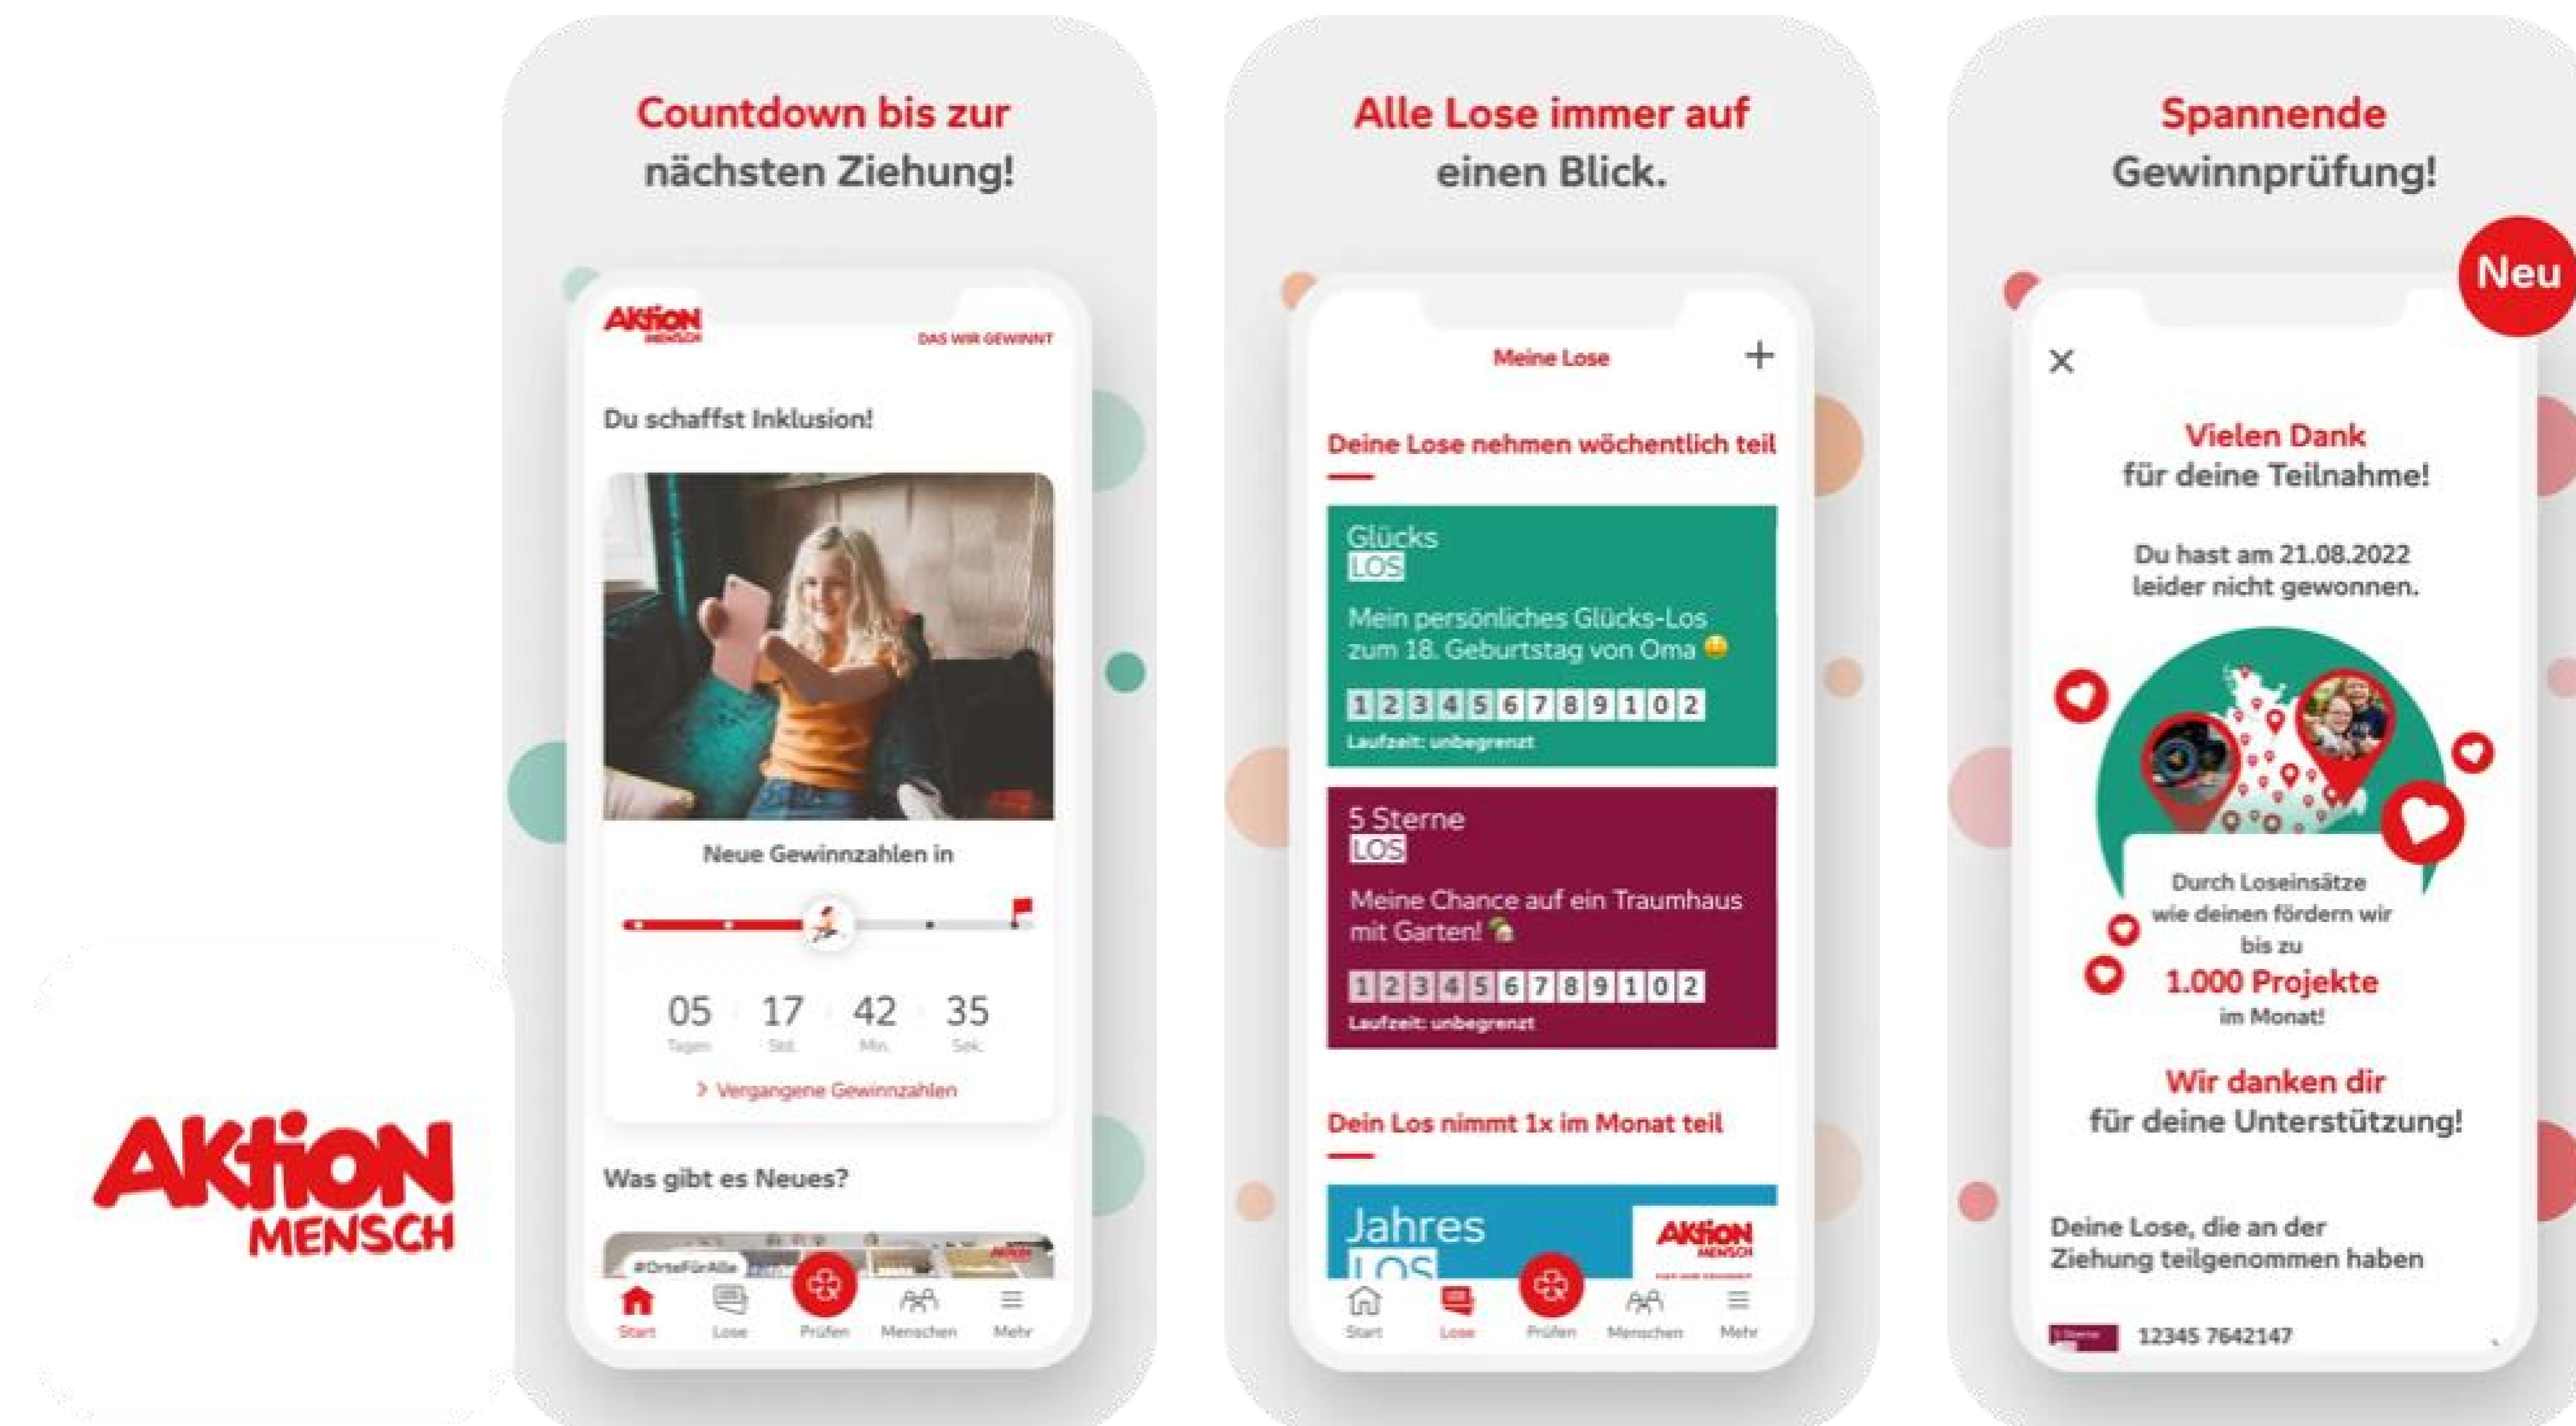 AKTION
MENSCH
Countdown bis zur
nächsten Ziehung!
AKTION
MENSCH
DAS WIR GEWINNT
Du schaffst Inklusion!
Neue Gewinnzahlen in
05 17 42 35
Tagen Std. Min. Sek.
> Vergangene Gewinnzahlen
Was gibt es Neues?
#OrteFürAlle
Start Lose Prüfen Menschen Mehr
Alle Lose immer auf
einen Blick.
Meine Lose
Deine Lose nehmen wöchentlich teil
Glücks
LOS
Mein persönliches Glücks-Los
zum 18. Geburtstag von Oma
1 2 3 4 5 6 7 8 9 1 0 2
Laufzeit: unbegrenzt
5 Sterne
LOS
Meine Chance auf ein Traumhaus
mit Garten!
1 2 3 4 5 6 7 8 9 1 0 2
Laufzeit: unbegrenzt
Dein Los nimmt 1x im Monat teil
Jahres
LOS
AKTION
MENSCH
Start Lose Prüfen Menschen Mehr
Spannende
Gewinnprüfung!
Neu
Vielen Dank
für deine Teilnahme!
Du hast am 21.08.2022
leider nicht gewonnen.
Durch Loseinsätze
wie deinen fördern wir
bis zu
1.000 Projekte
im Monat!
Wir danken dir
für deine Unterstützung!
Deine Lose, die an der
Ziehung teilgenommen haben
12345 7642147